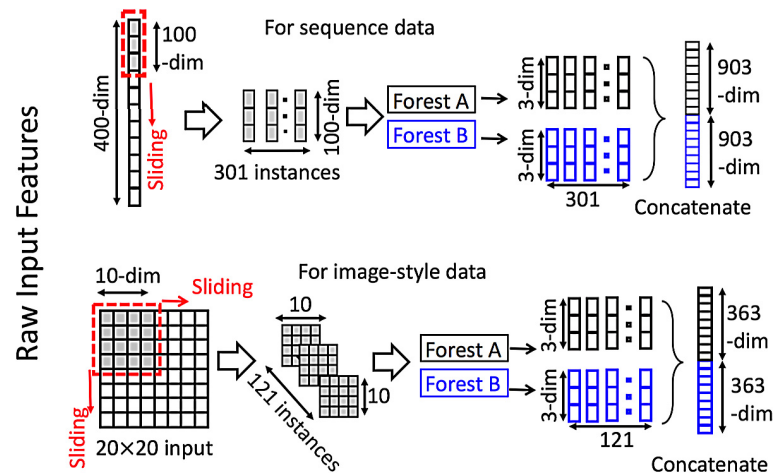 Raw Input Features
For sequence data
400-dim
100
-dim
Sliding
301 instances
100-dim
Forest A
Forest B
3-dim
3-dim
301
903
-dim
903
-dim
Concatenate
For image-style data
10-dim
Sliding
Sliding
20×20 input
10
10
121 instances
Forest A
Forest B
3-dim
3-dim
121
363
-dim
363
-dim
Concatenate